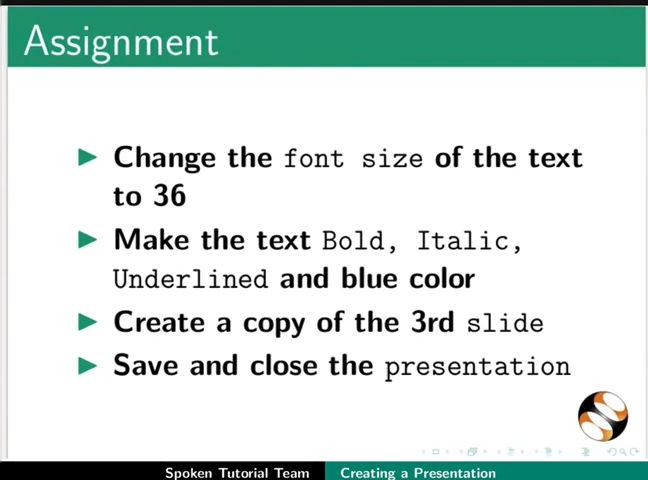 Assignment
Change the font size of the text
to 36
Make the text Bold, Italic,
Underlined and blue color
Create a copy of the 3rd slide
Save and close the presentation
Spoken Tutorial Team Creating a Presentation